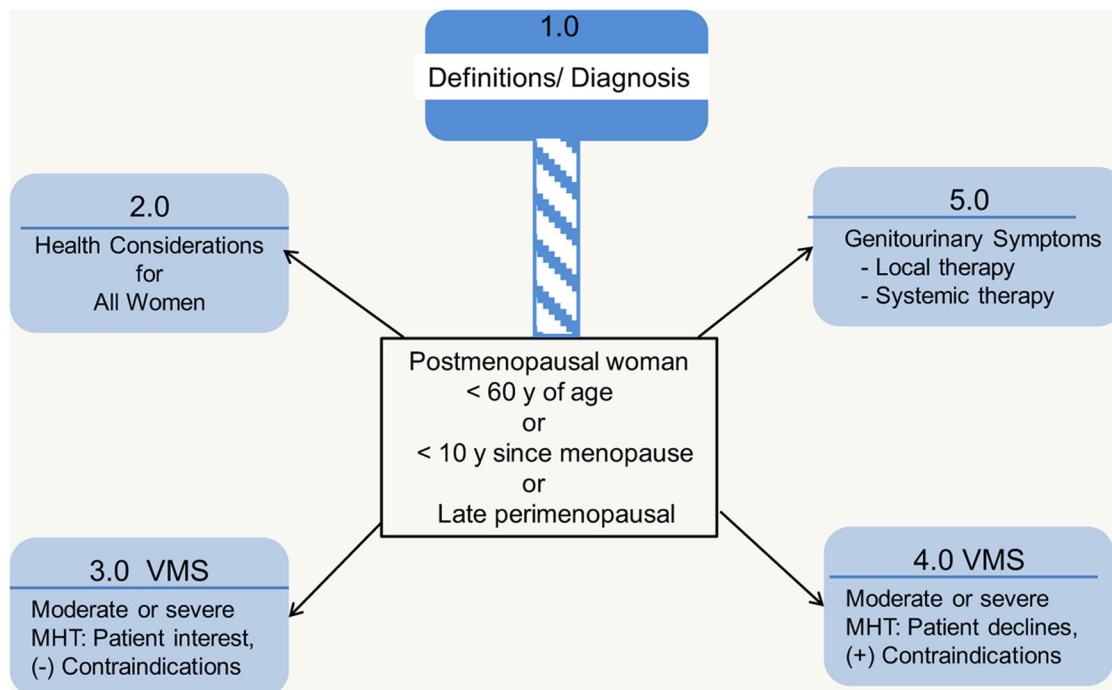 1.0
Definitions/ Diagnosis
2.0
Health Considerations
for
All Women
5.0
Genitourinary Symptoms
- Local therapy
- Systemic therapy
Postmenopausal woman
< 60 y of age
or
< 10 y since menopause
or
Late perimenopausal
3.0 VMS
Moderate or severe
MHT: Patient interest,
(-) Contraindications
4.0 VMS
Moderate or severe
MHT: Patient declines,
(+) Contraindications